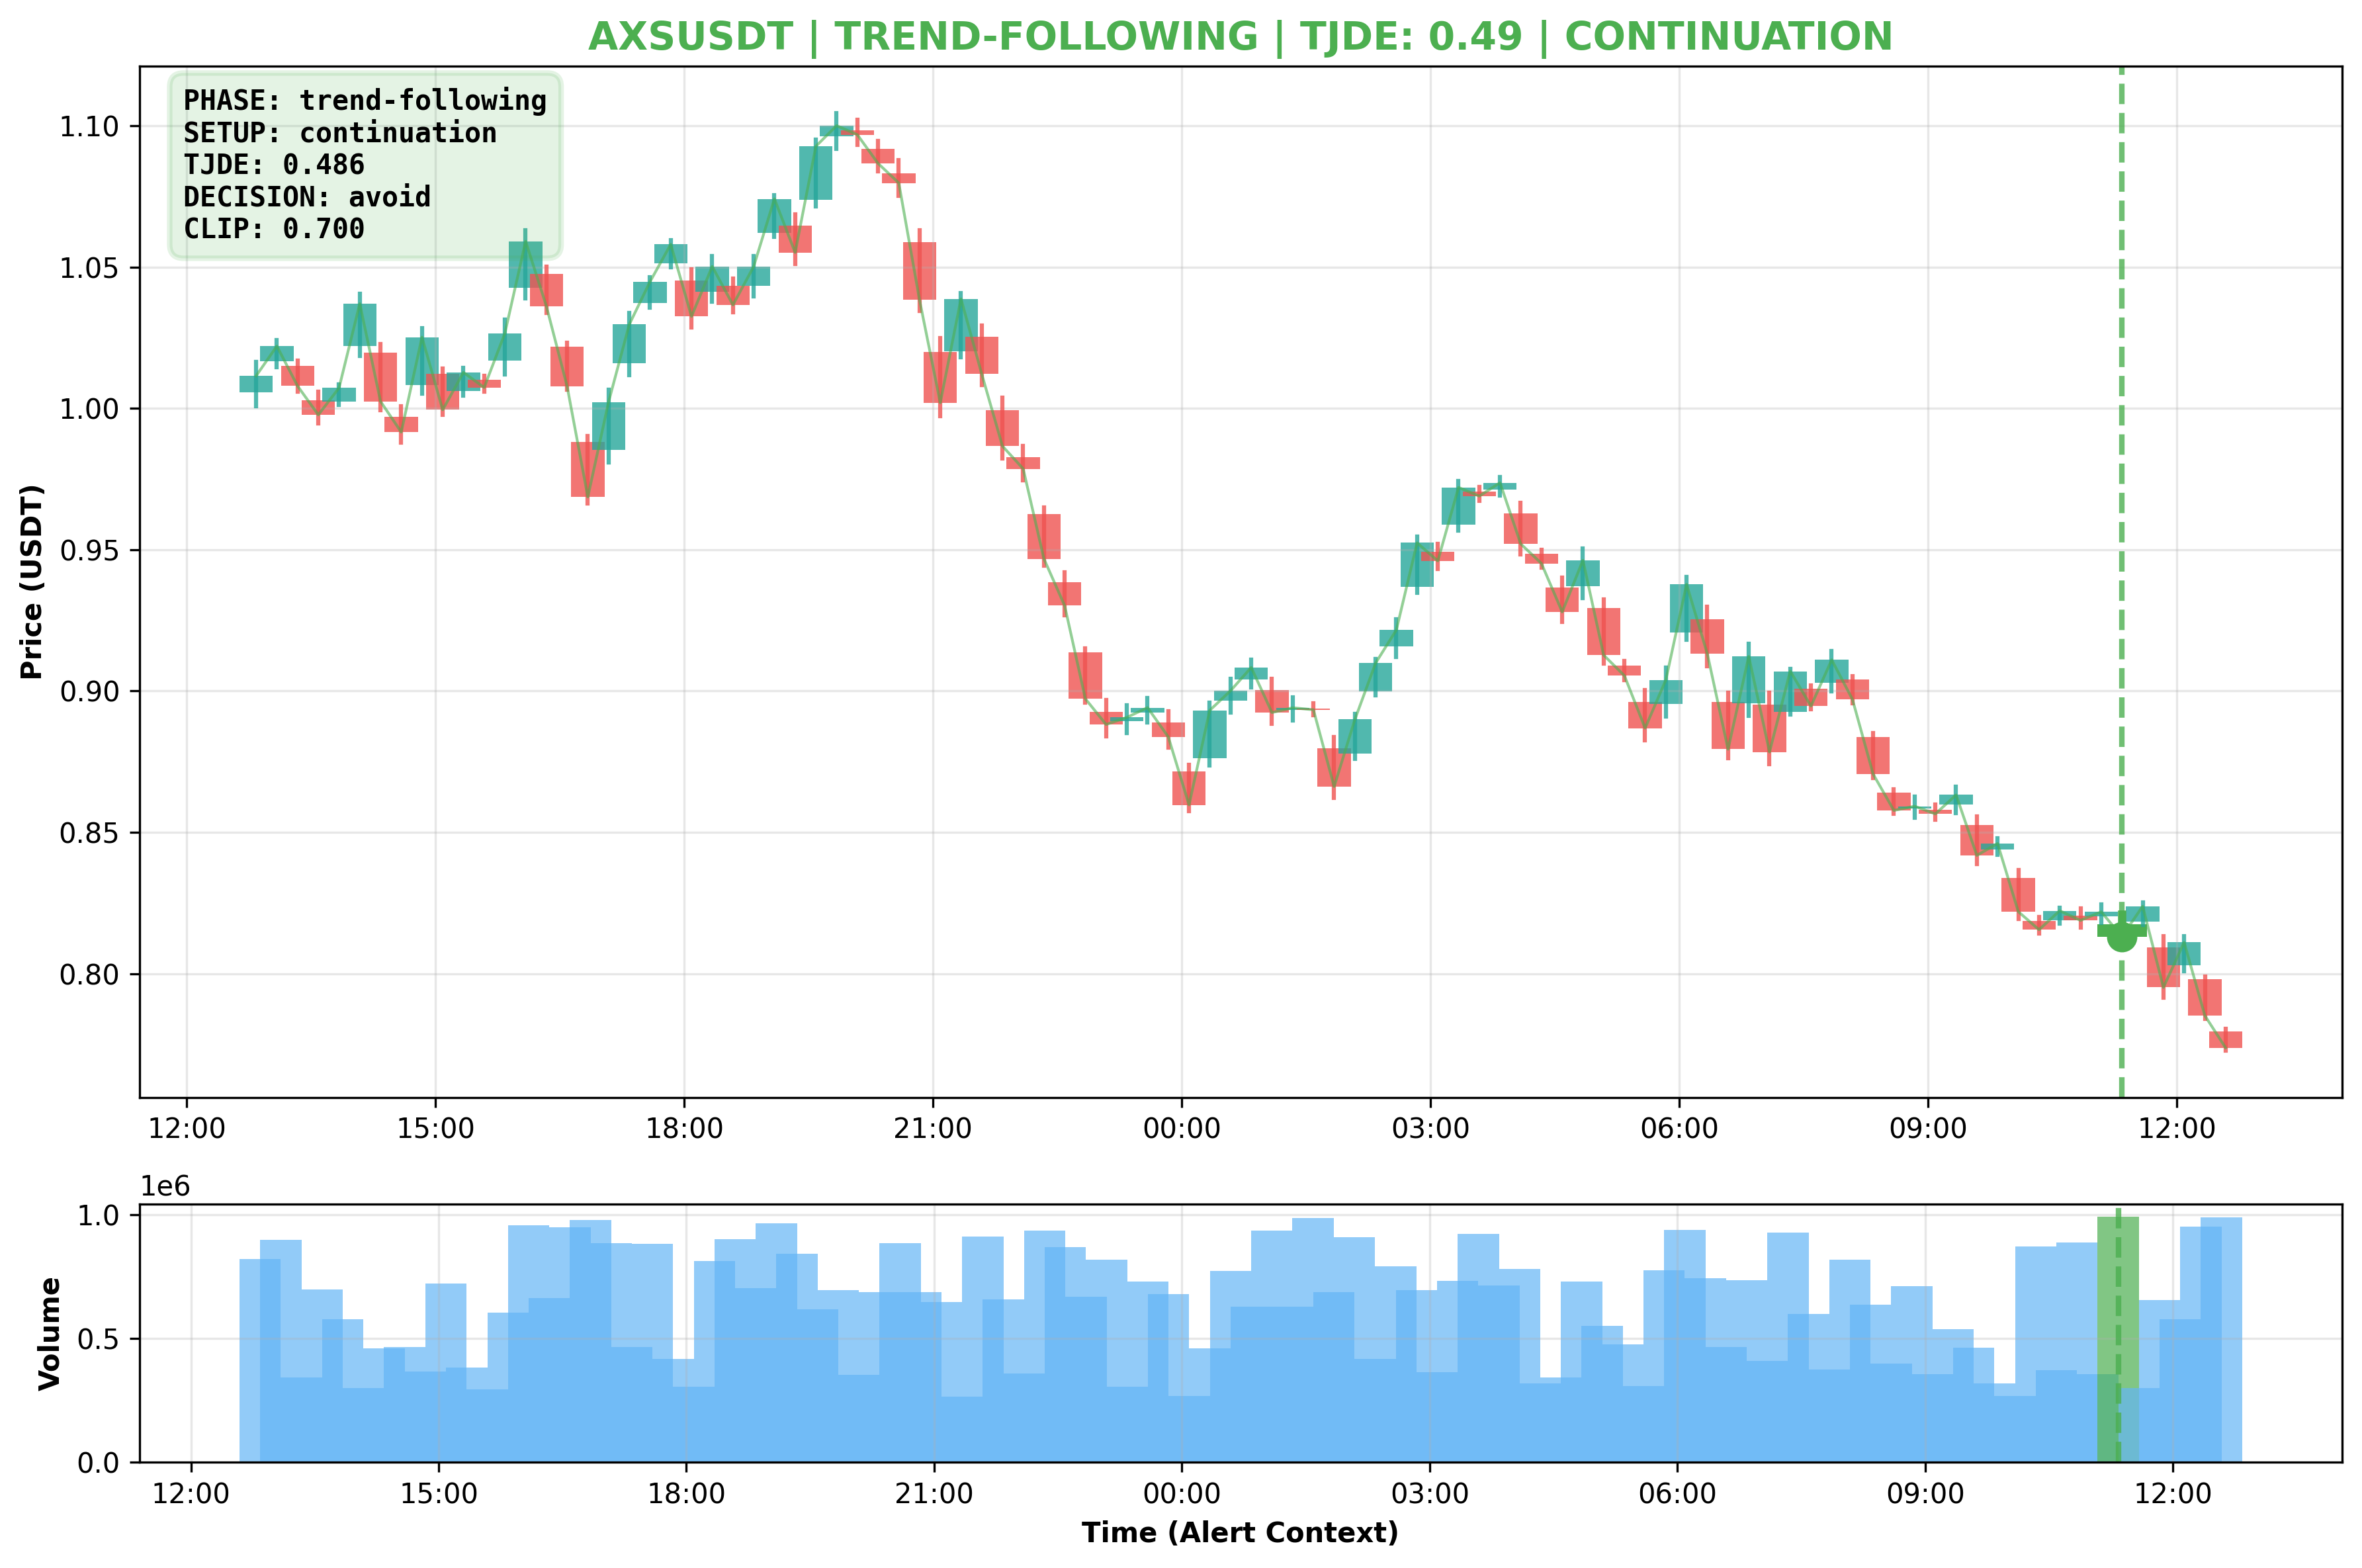 AXSUSDT | TREND-FOLLOWING | TJDE: 0.49 | CONTINUATION
PHASE: trend-following
SETUP: continuation
TJDE: 0.486
DECISION: avoid
CLIP: 0.700
Price (USDT)
1.10
1.05
1.00
0.95
0.90
0.85
0.80
12:00 15:00 18:00 21:00 00:00 03:00 06:00 09:00 12:00
1e6
Volume
1.0
0.5
0.0
12:00 15:00 18:00 21:00 00:00 03:00 06:00 09:00 12:00
Time (Alert Context)